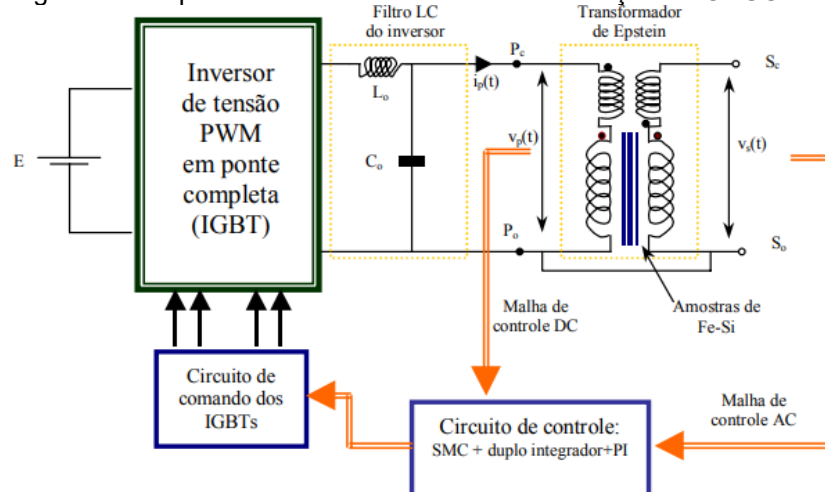 Filtro LC
do inversor
Transformador
de Epstein
Inversor
de tensão
PWM
em ponte
completa
(IGBT)
E
Lo
Co
ip(t)
Pc
vp(t)
Po
Sc
vs(t)
So
Malha de
controle DC
Amostras de
Fe-Si
Circuito de
comando dos
IGBTs
Circuito de controle:
SMC + duplo integrador+PI
Malha de
controle AC